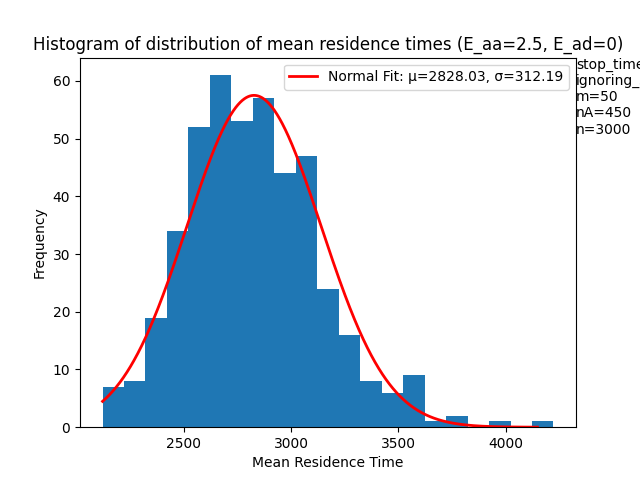 Histogram of distribution of mean residence times (E_aa=2.5, E_ad=0)
Normal Fit: μ=2828.03, σ=312.19
stop_time
ignoring_
m=50
nA=450
n=3000
Frequency
60
50
40
30
20
10
0
2500 3000 3500 4000
Mean Residence Time